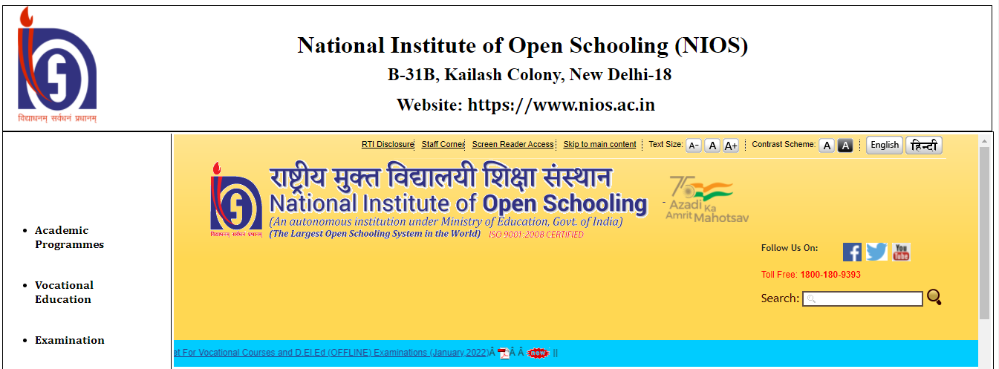 विद्याधनम् सर्वधनं प्रधानम्
National Institute of Open Schooling (NIOS)
B-31B, Kailash Colony, New Delhi-18
Website: https://www.nios.ac.in
• Academic Programmes
• Vocational Education
• Examination
RTI Disclosure Staff Corner Screen Reader Access Skip to main content Text Size: A- A A+ Contrast Scheme: A A English हिन्दी
राष्ट्रीय मुक्त विद्यालयी शिक्षा संस्थान
National Institute of Open Schooling
(An autonomous institution under Ministry of Education, Govt. of India)
(The Largest Open Schooling System in the World) ISO 9001:2008 CERTIFIED
विद्याधनम् सर्वधनं प्रधानम्
- 75 Azadi Ka
Amrit Mahotsav
Follow Us On: You Tube
Toll Free: 1800-180-9393
Search:
et For Vocational Courses and D.El.Ed (OFFLINE) Examinations (January,2022)Â Â Â new ||